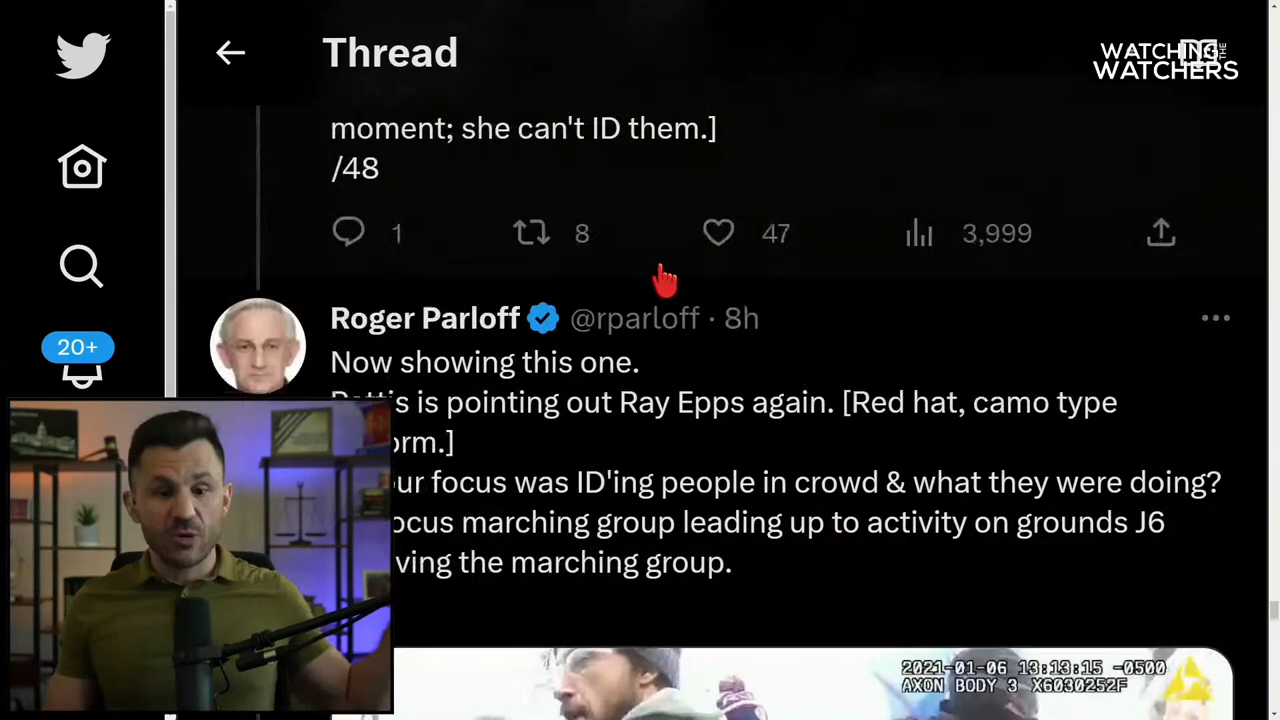 WATCHING THE
WATCHERS
Thread
moment; she can't ID them.]
/48
1 8 47 3,999
Roger Parloff @rparloff · 8h
20+
Now showing this one.
is pointing out Ray Epps again. [Red hat, camo type
orm.]
ur focus was ID'ing people in crowd & what they were doing?
ocus marching group leading up to activity on grounds J6
ving the marching group.
2021-01-06 13:13:15 -0500
AXON BODY 3 X6030252F